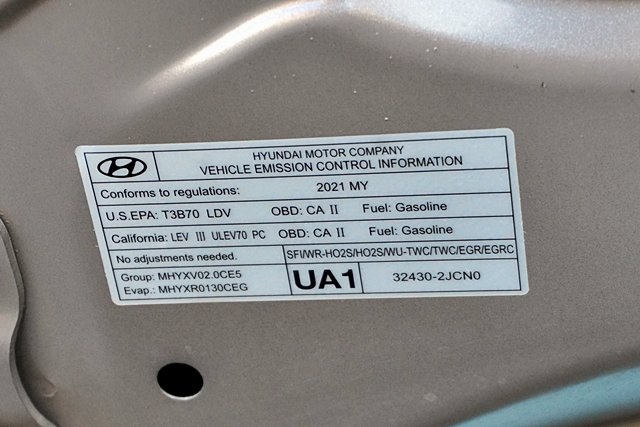 HYUNDAI MOTOR COMPANY
VEHICLE EMISSION CONTROL INFORMATION
Conforms to regulations: 2021 MY
U.S.EPA: T3B70 LDV OBD: CA II Fuel: Gasoline
California: LEV III ULEV70 PC OBD: CA II Fuel: Gasoline
No adjustments needed. SFI/WR-HO2S/HO2S/WU-TWC/TWC/EGR/EGRC
Group: MHYXV02.0CE5
Evap.: MHYXR0130CEG
UA1 32430-2JCN0